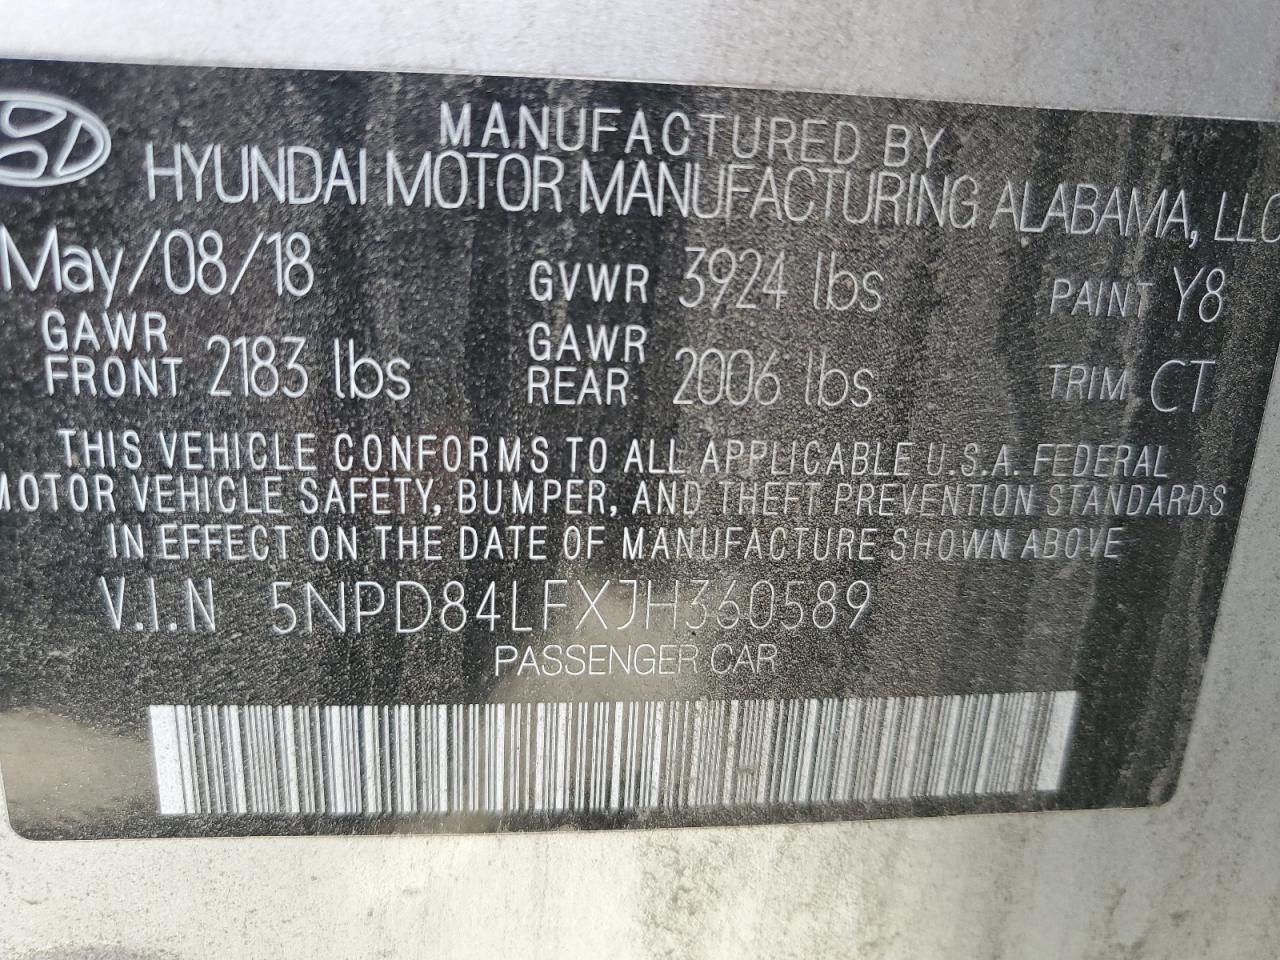 MANUFACTURED BY
HYUNDAI MOTOR MANUFACTURING ALABAMA, LLC
May/08/18 GVWR 3924 lbs PAINT Y8
GAWR FRONT 2183 lbs GAWR REAR 2006 lbs TRIM CT
THIS VEHICLE CONFORMS TO ALL APPLICABLE U.S.A. FEDERAL
MOTOR VEHICLE SAFETY, BUMPER, AND THEFT PREVENTION STANDARDS
IN EFFECT ON THE DATE OF MANUFACTURE SHOWN ABOVE
V.I.N 5NPD84LFXJH360589
PASSENGER CAR